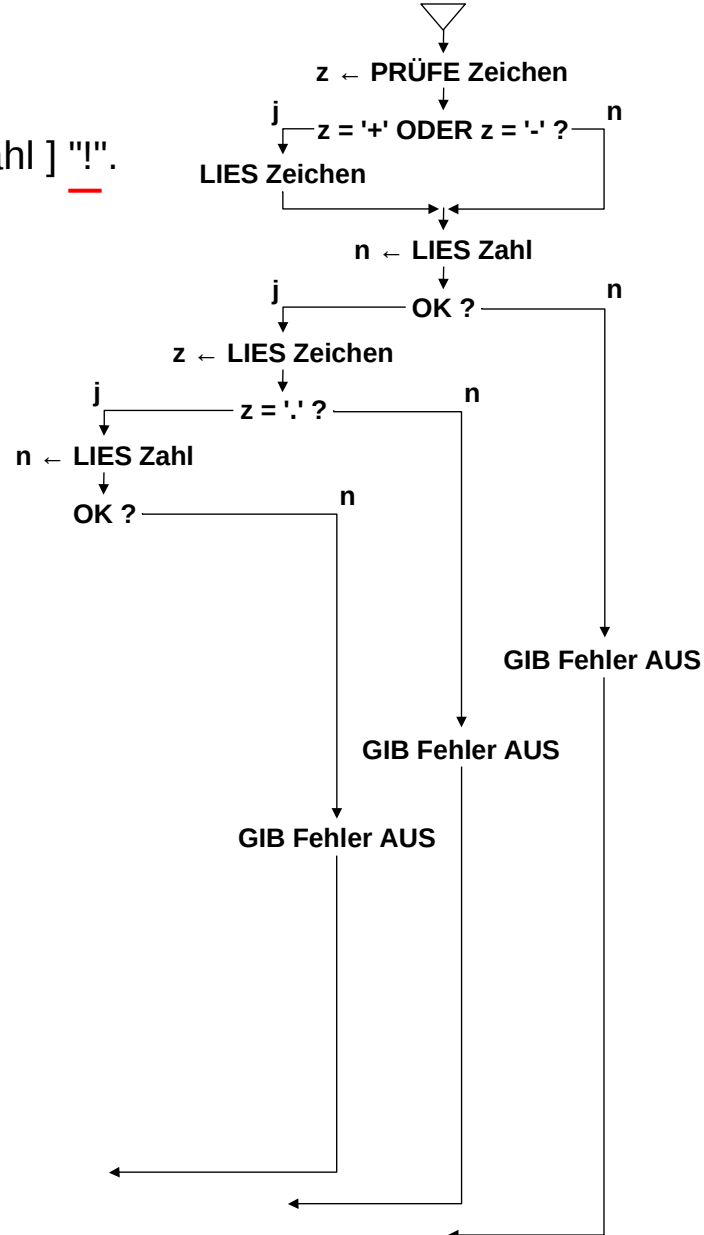 z ← PRÜFE Zeichen
j
n
z = '+' ODER z = '-' ?
ahl ] "!".
LIES Zeichen
n ← LIES Zahl
j
n
OK ?
z ← LIES Zeichen
j
n
z = '.' ?
n ← LIES Zahl
n
OK ?
GIB Fehler AUS
GIB Fehler AUS
GIB Fehler AUS